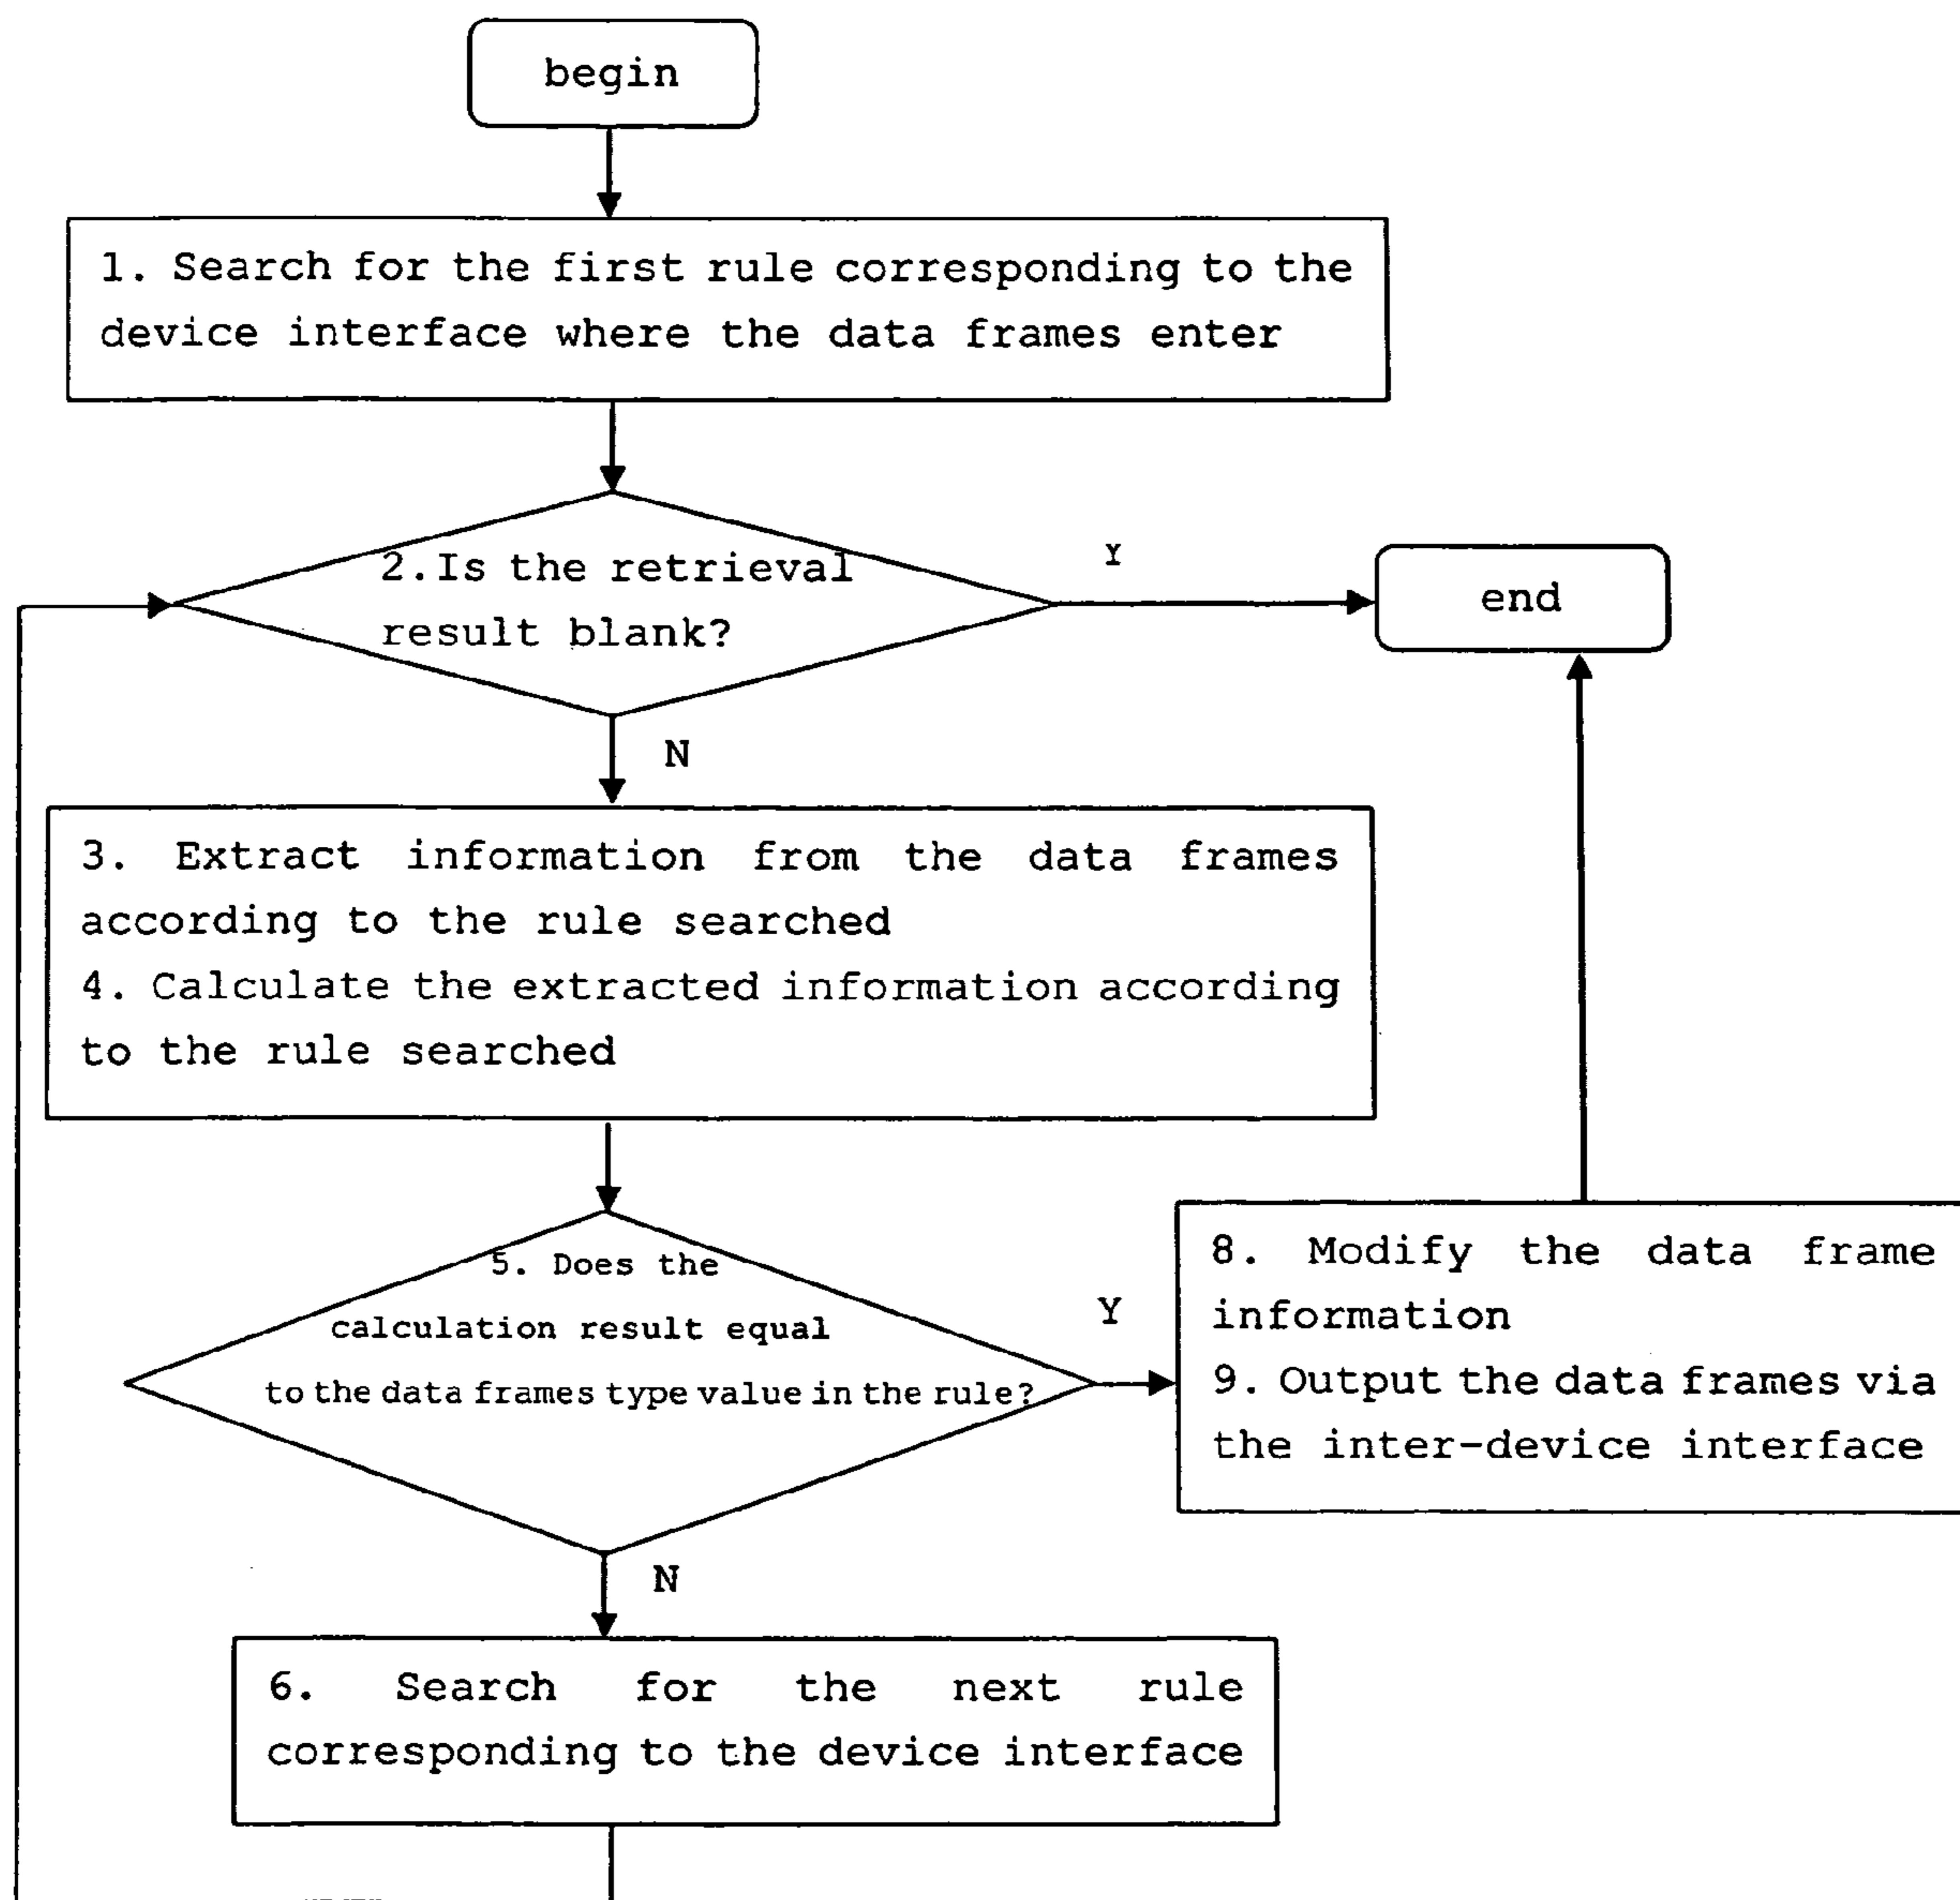 begin
1. Search for the first rule corresponding to the
device interface where the data frames enter
2.Is the retrieval
result blank?
Y
end
N
3. Extract information from the data frames
according to the rule searched
4. Calculate the extracted information according
to the rule searched
5. Does the
calculation result equal
to the data frames type value in the rule?
Y
8. Modify the data frame
information
9. Output the data frames via
the inter-device interface
N
6. Search for the next rule
corresponding to the device interface